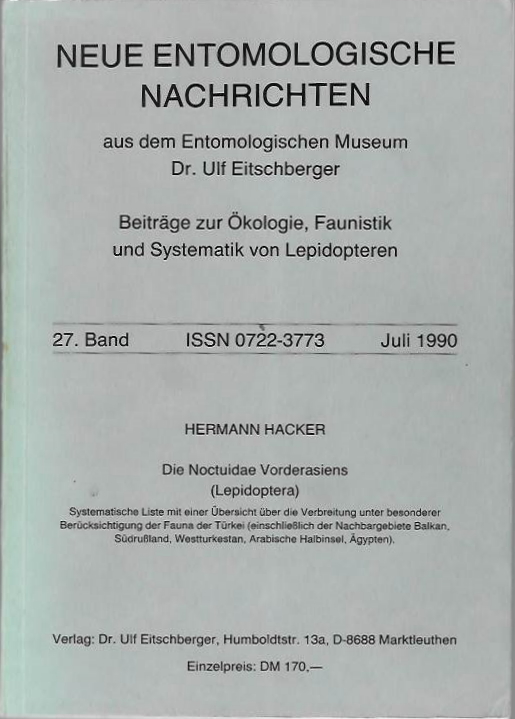 NEUE ENTOMOLOGISCHE
NACHRICHTEN
aus dem Entomologischen Museum
Dr. Ulf Eitschberger
Beiträge zur Ökologie, Faunistik
und Systematik von Lepidopteren
27. Band ISSN 0722-3773 Juli 1990
HERMANN HACKER
Die Noctuidae Vorderasiens
(Lepidoptera)
Systematische Liste mit einer Übersicht über die Verbreitung unter besonderer
Berücksichtigung der Fauna der Türkei (einschließlich der Nachbargebiete Balkan,
Südrußland, Westturkestan, Arabische Halbinsel, Ägypten).
Verlag: Dr. Ulf Eitschberger, Humboldtstr. 13a, D-8688 Marktleuthen
Einzelpreis: DM 170,—